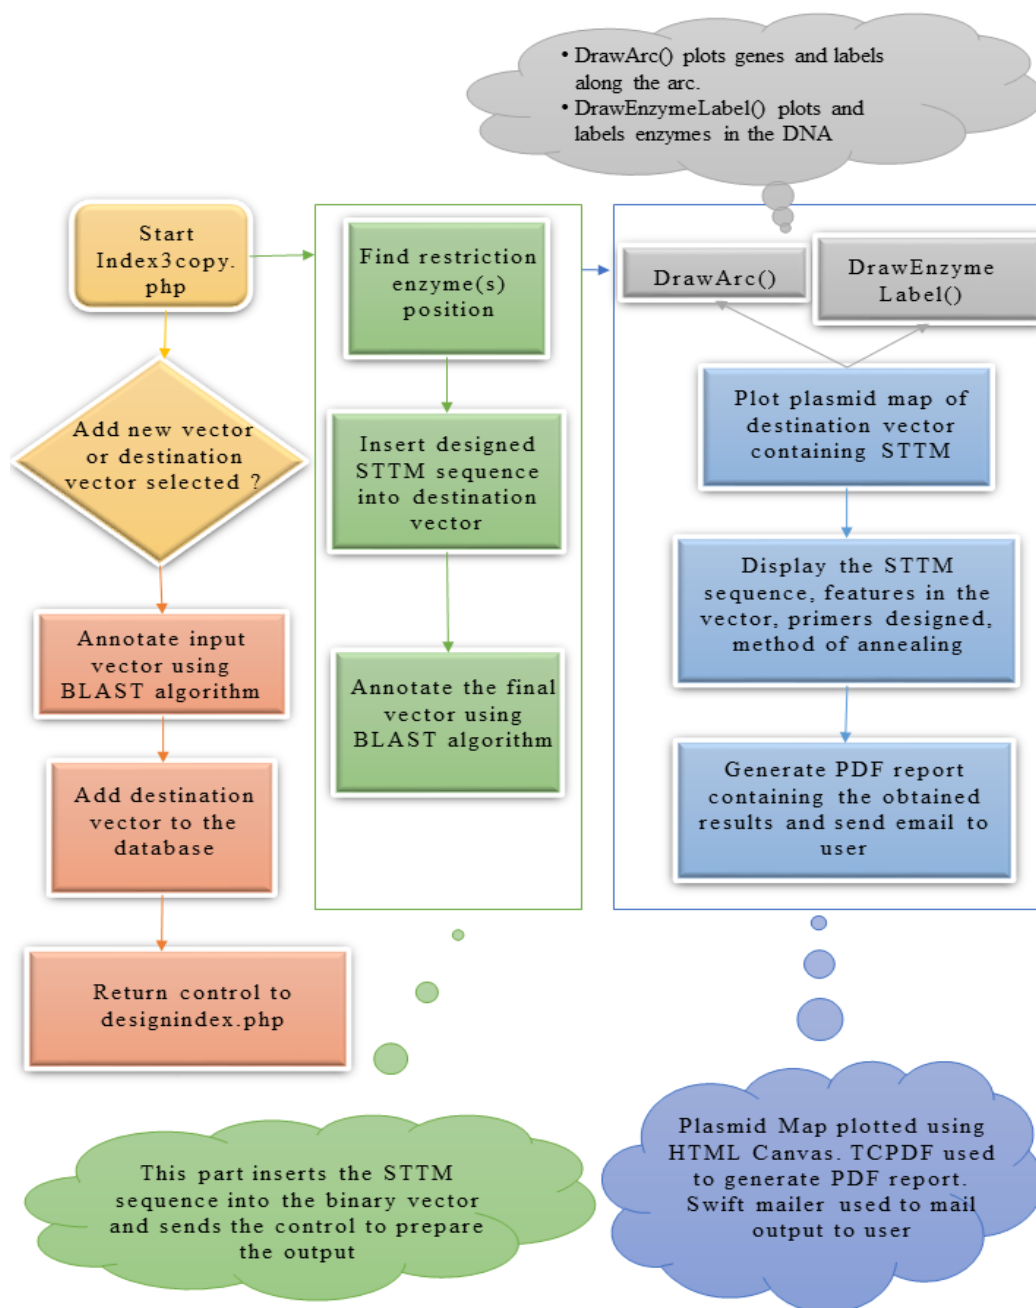 • DrawArc() plots genes and labels
along the arc.
• DrawEnzymeLabel() plots and
labels enzymes in the DNA
Start
Index3copy.
php
Add new vector
or destination
vector selected ?
Annotate input
vector using
BLAST algorithm
Add destination
vector to the
database
Return control to
designindex.php
Find restriction
enzyme(s)
position
Insert designed
STTM sequence
into destination
vector
Annotate the final
vector using
BLAST algorithm
This part inserts the STTM
sequence into the binary vector
and sends the control to prepare
the output
DrawArc()
DrawEnzyme
Label()
Plot plasmid map of
destination vector
containing STTM
Display the STTM
sequence, features in the
vector, primers designed,
method of annealing
Generate PDF report
containing the obtained
results and send email to
user
Plasmid Map plotted using
HTML Canvas. TCPDF used
to generate PDF report.
Swift mailer used to mail
output to user